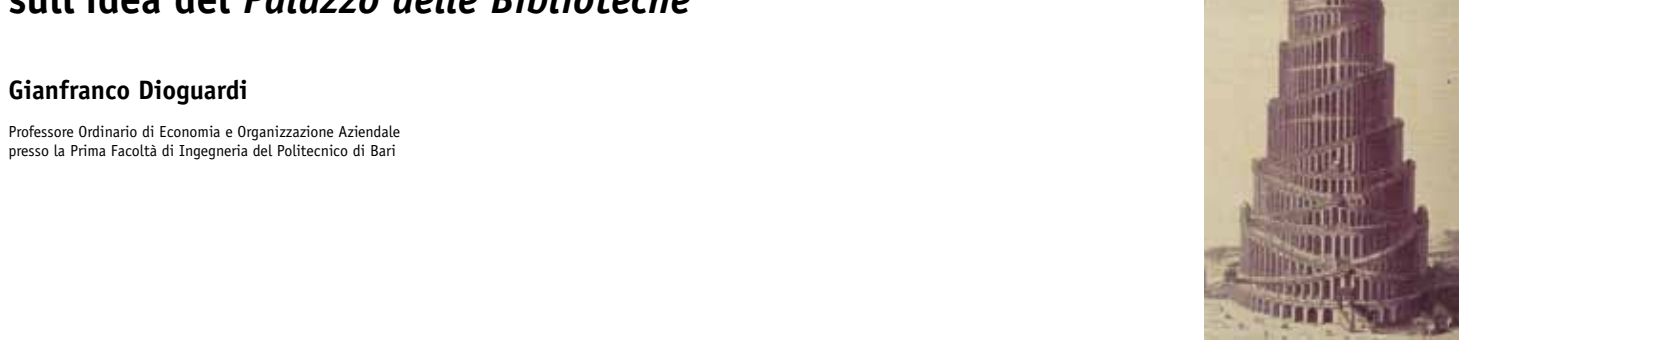 sull'idea del Palazzo delle Biblioteche
Gianfranco Dioguardi
Professore Ordinario di Economia e Organizzazione Aziendale
presso la Prima Facoltà di Ingegneria del Politecnico di Bari